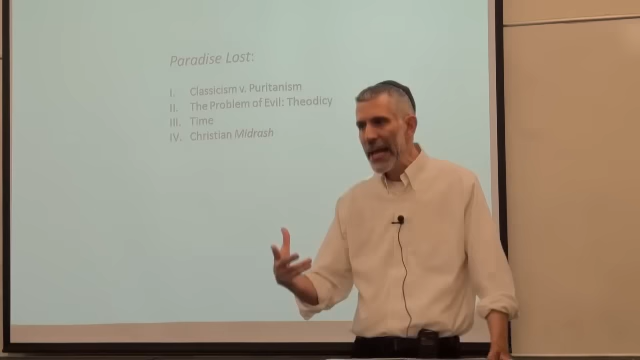 Paradise Lost:
I. Classicism v. Puritanism
II. The Problem of Evil: Theodicy
III. Time
IV. Christian Midrash